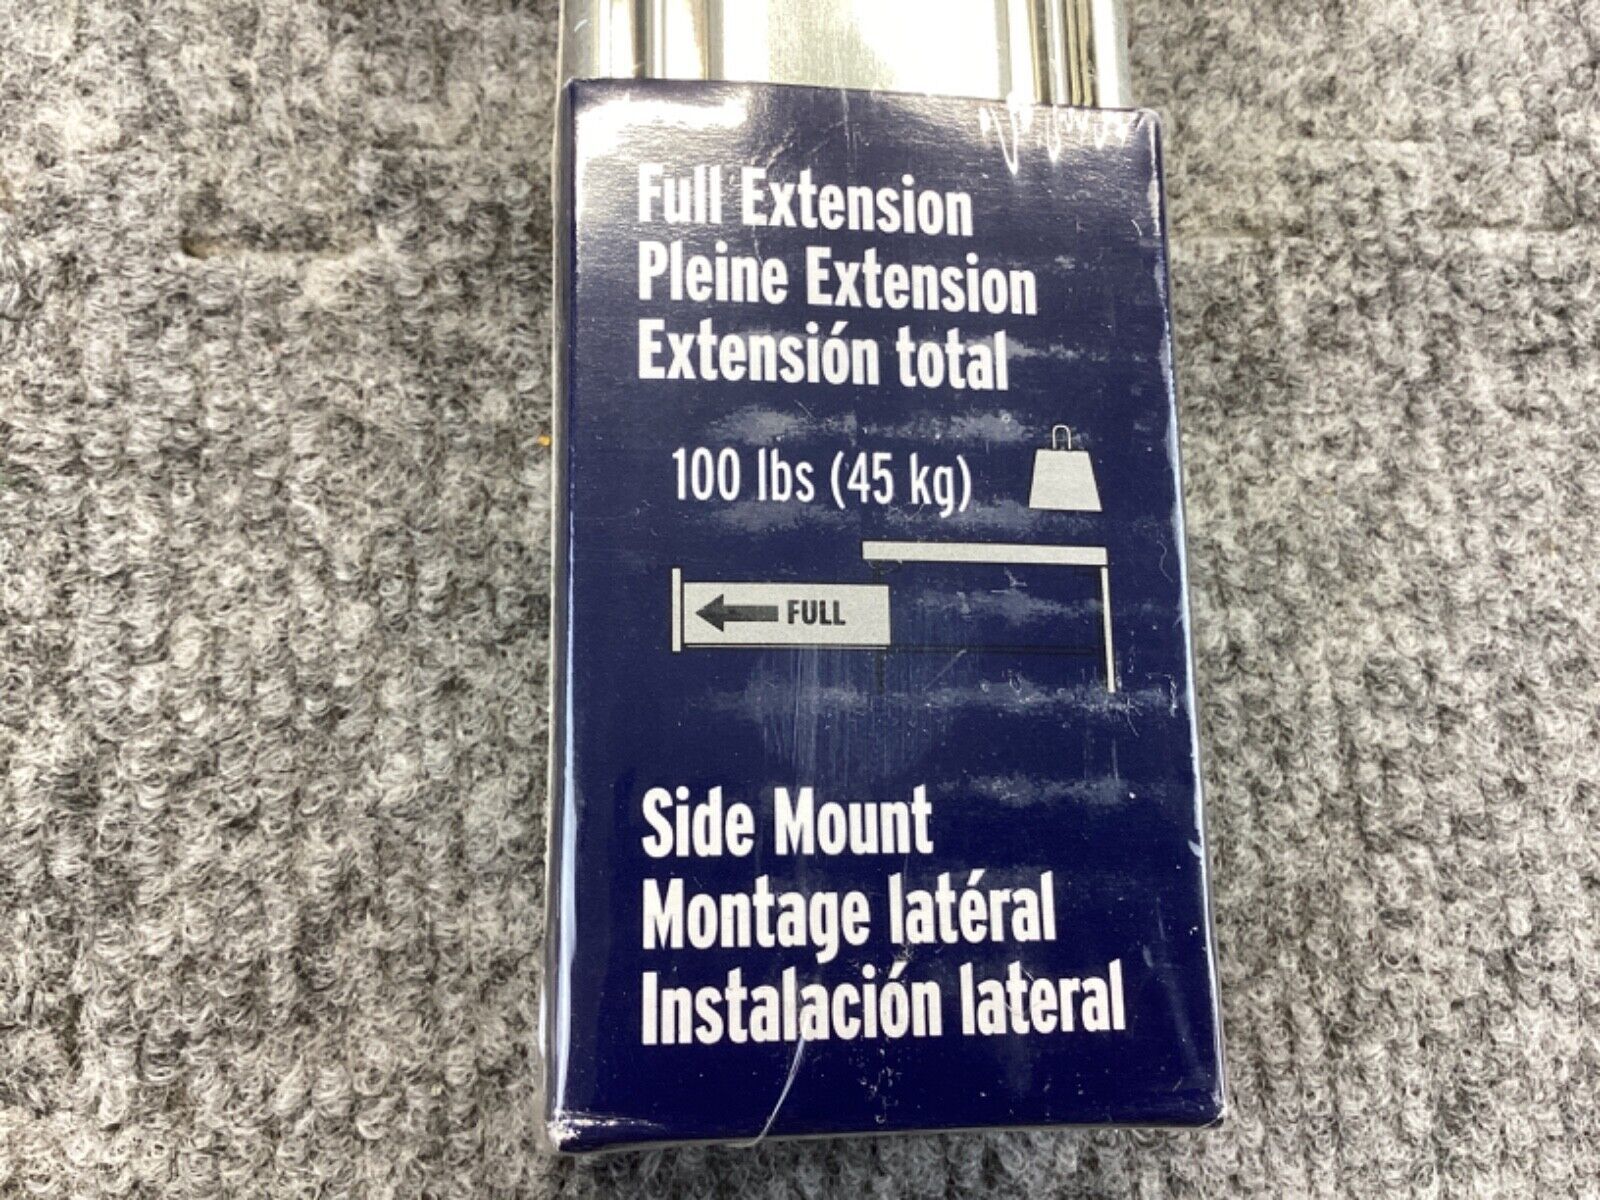 Full Extension
Pleine Extension
Extensión total
100 lbs (45 kg)
FULL
Side Mount
Montage latéral
Instalación lateral